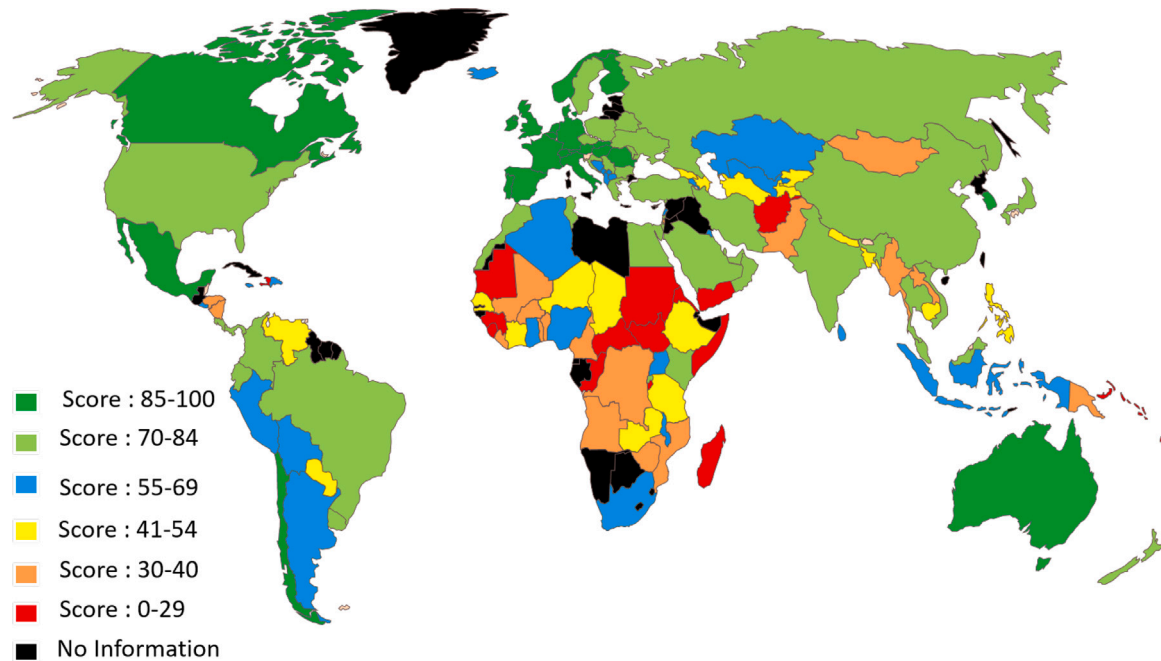 Score : 85-100
Score : 70-84
Score : 55-69
Score : 41-54
Score : 30-40
Score : 0-29
No Information